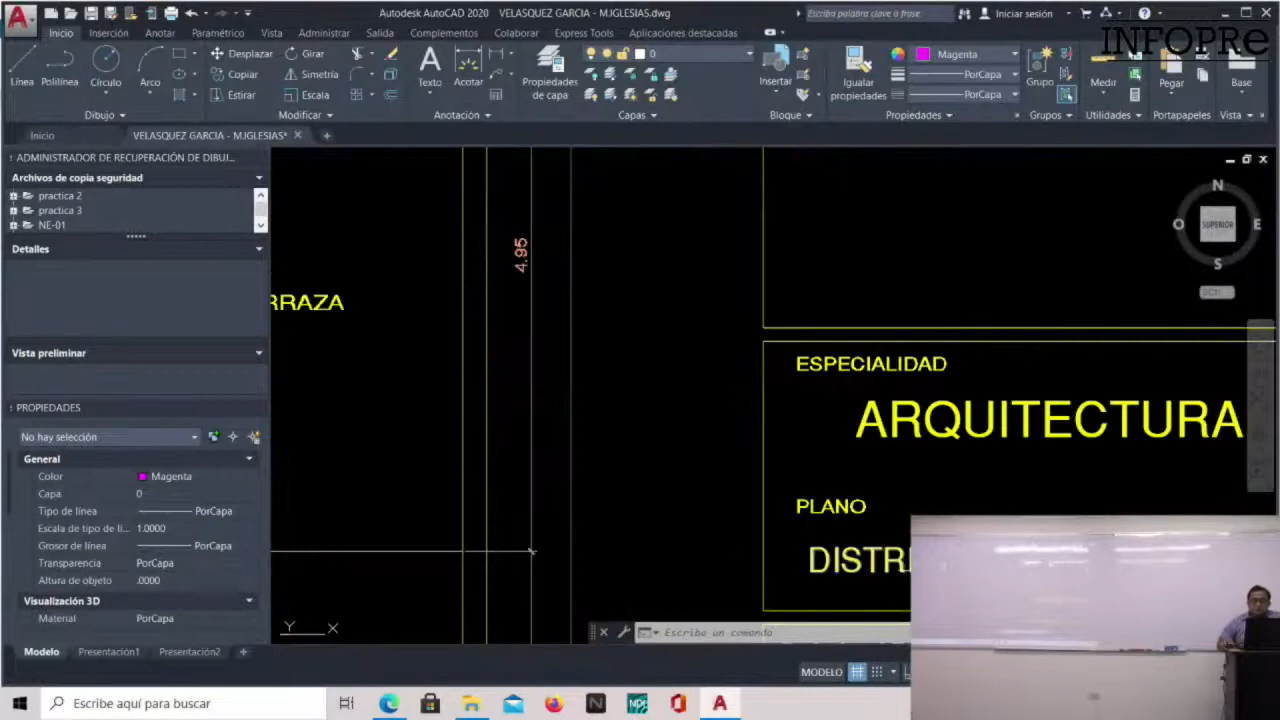 Autodesk AutoCAD 2020 VELASQUEZ GARCIA - M.IGLESIAS.dwg
Escriba palabra clave o frase
Iniciar sesión
INFOPRe
Inicio Inserción Anotar Paramétrico Vista Administrar Salida Complementos Colaborar Express Tools Aplicaciones destacadas
Línea Polilínea Círculo Arco
Desplazar Girar
Copiar Simetría
Estirar Escala
Texto Acotar
Propiedades de capa
0
Insertar
Igualar propiedades
Magenta
PorCapa
PorCapa
Grupo Medir Pegar Base
Dibujo Modificar Anotación Capas Bloque Propiedades Grupos Utilidades Portapapeles Vista
Inicio VELASQUEZ GARCIA - M.IGLESIAS*
ADMINISTRADOR DE RECUPERACIÓN DE DIBUJ...
Archivos de copia seguridad
practica 2
practica 3
NE-01
Detalles
Vista preliminar
PROPIEDADES
No hay selección
General
Color Magenta
Capa 0
Tipo de línea PorCapa
Escala de tipo de lí... 1.0000
Grosor de línea PorCapa
Transparencia PorCapa
Altura de objeto .0000
Visualización 3D
Material PorCapa
4.95
RRAZA
N
O SUPERIOR E
S
SCU
ESPECIALIDAD
ARQUITECTURA
PLANO
DISTRI
Y X
Escriba un comando
Modelo Presentación1 Presentación2
MODELO
Escribe aquí para buscar